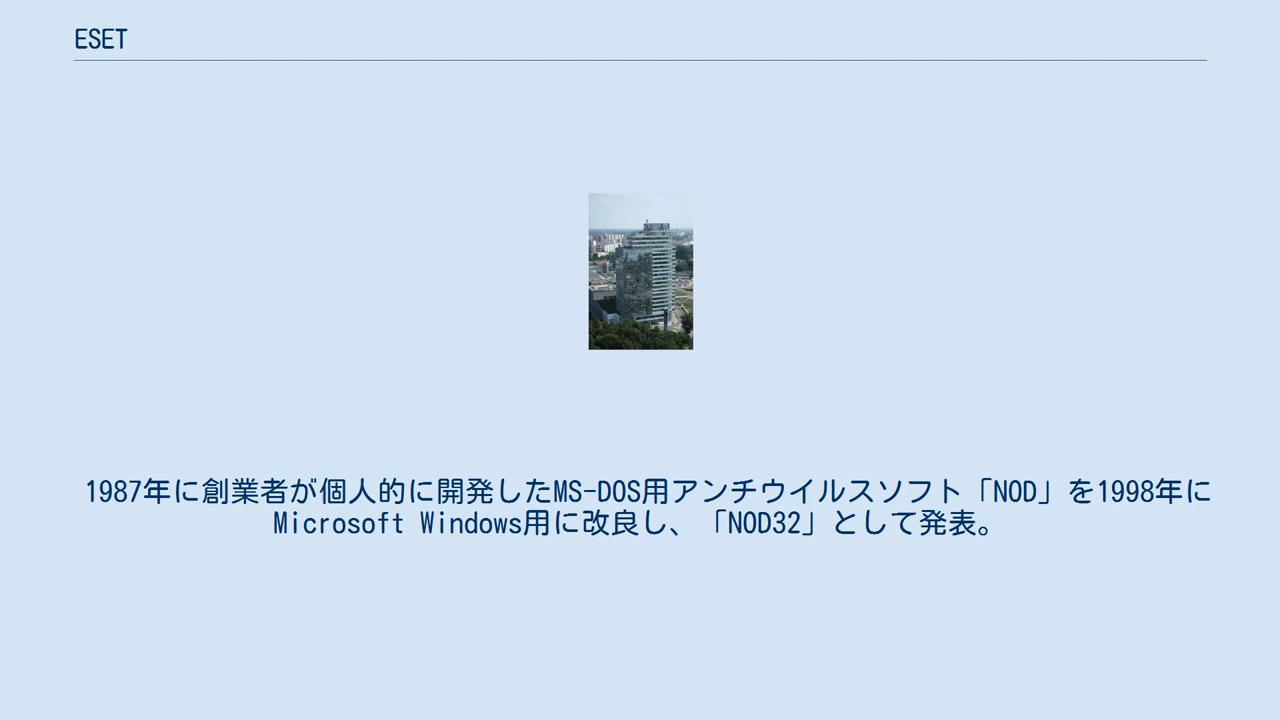 ESET
1987年に創業者が個人的に開発したMS-DOS用アンチウイルスソフト「NOD」を1998年に
Microsoft Windows用に改良し、「NOD32」として発表。